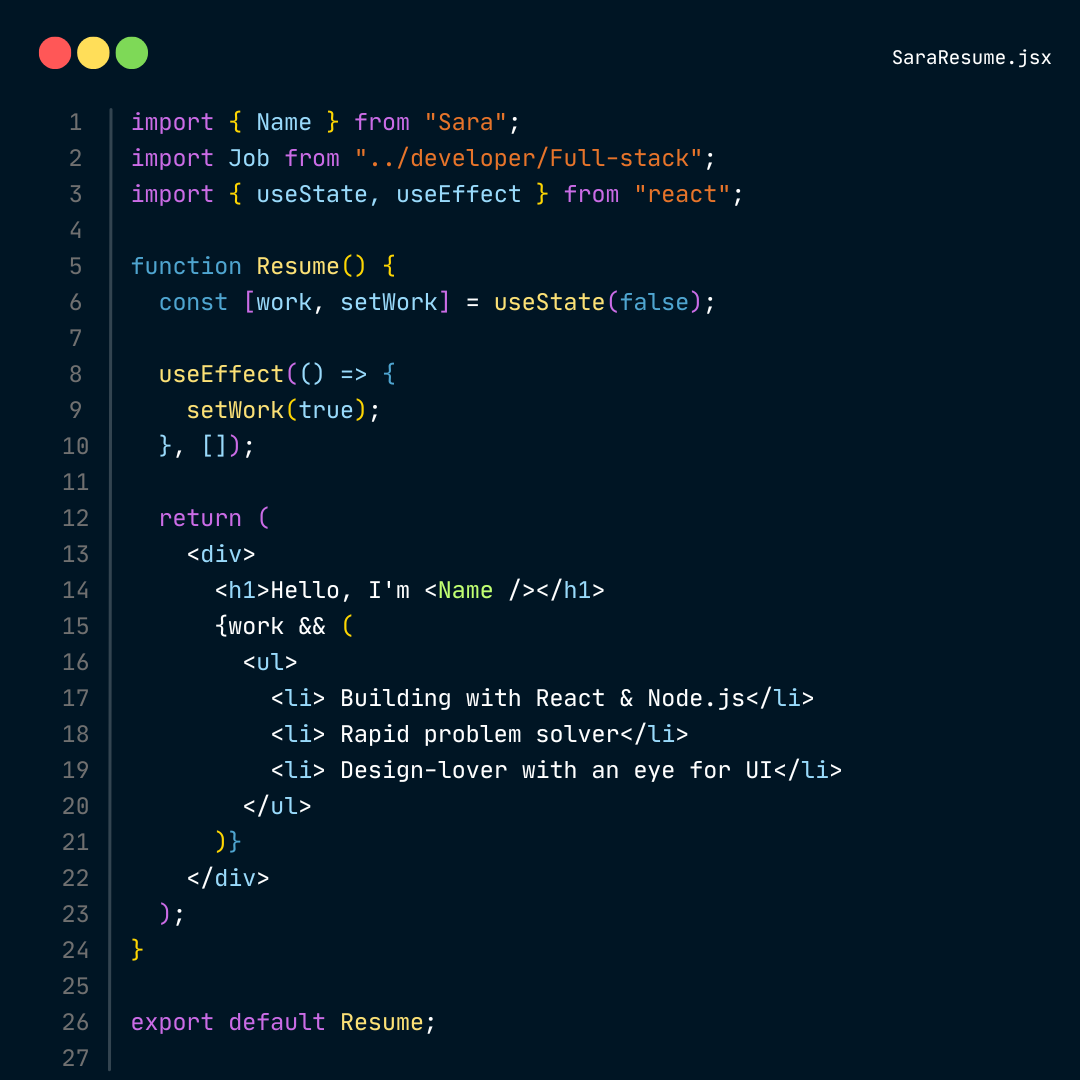 SaraResume.jsx
1 import { Name } from "Sara";
2 import Job from "../developer/Full-stack";
3 import { useState, useEffect } from "react";
4
5 function Resume() {
6   const [work, setWork] = useState(false);
7
8   useEffect(() => {
9     setWork(true);
10   }, []);
11
12   return (
13     <div>
14       <h1>Hello, I'm <Name /></h1>
15       {work && (
16         <ul>
17           <li> Building with React & Node.js</li>
18           <li> Rapid problem solver</li>
19           <li> Design-lover with an eye for UI</li>
20         </ul>
21       )}
22     </div>
23   );
24 }
25
26 export default Resume;
27